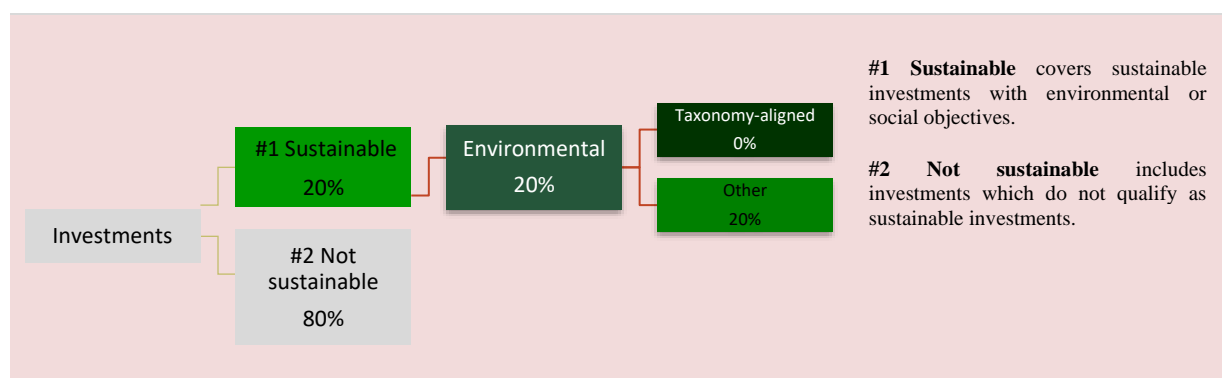 Investments
#1 Sustainable
20%
#2 Not
sustainable
80%
Environmental
20%
Taxonomy-aligned
0%
Other
20%
#1 Sustainable covers sustainable
investments with environmental or
social objectives.
#2 Not sustainable includes
investments which do not qualify as
sustainable investments.